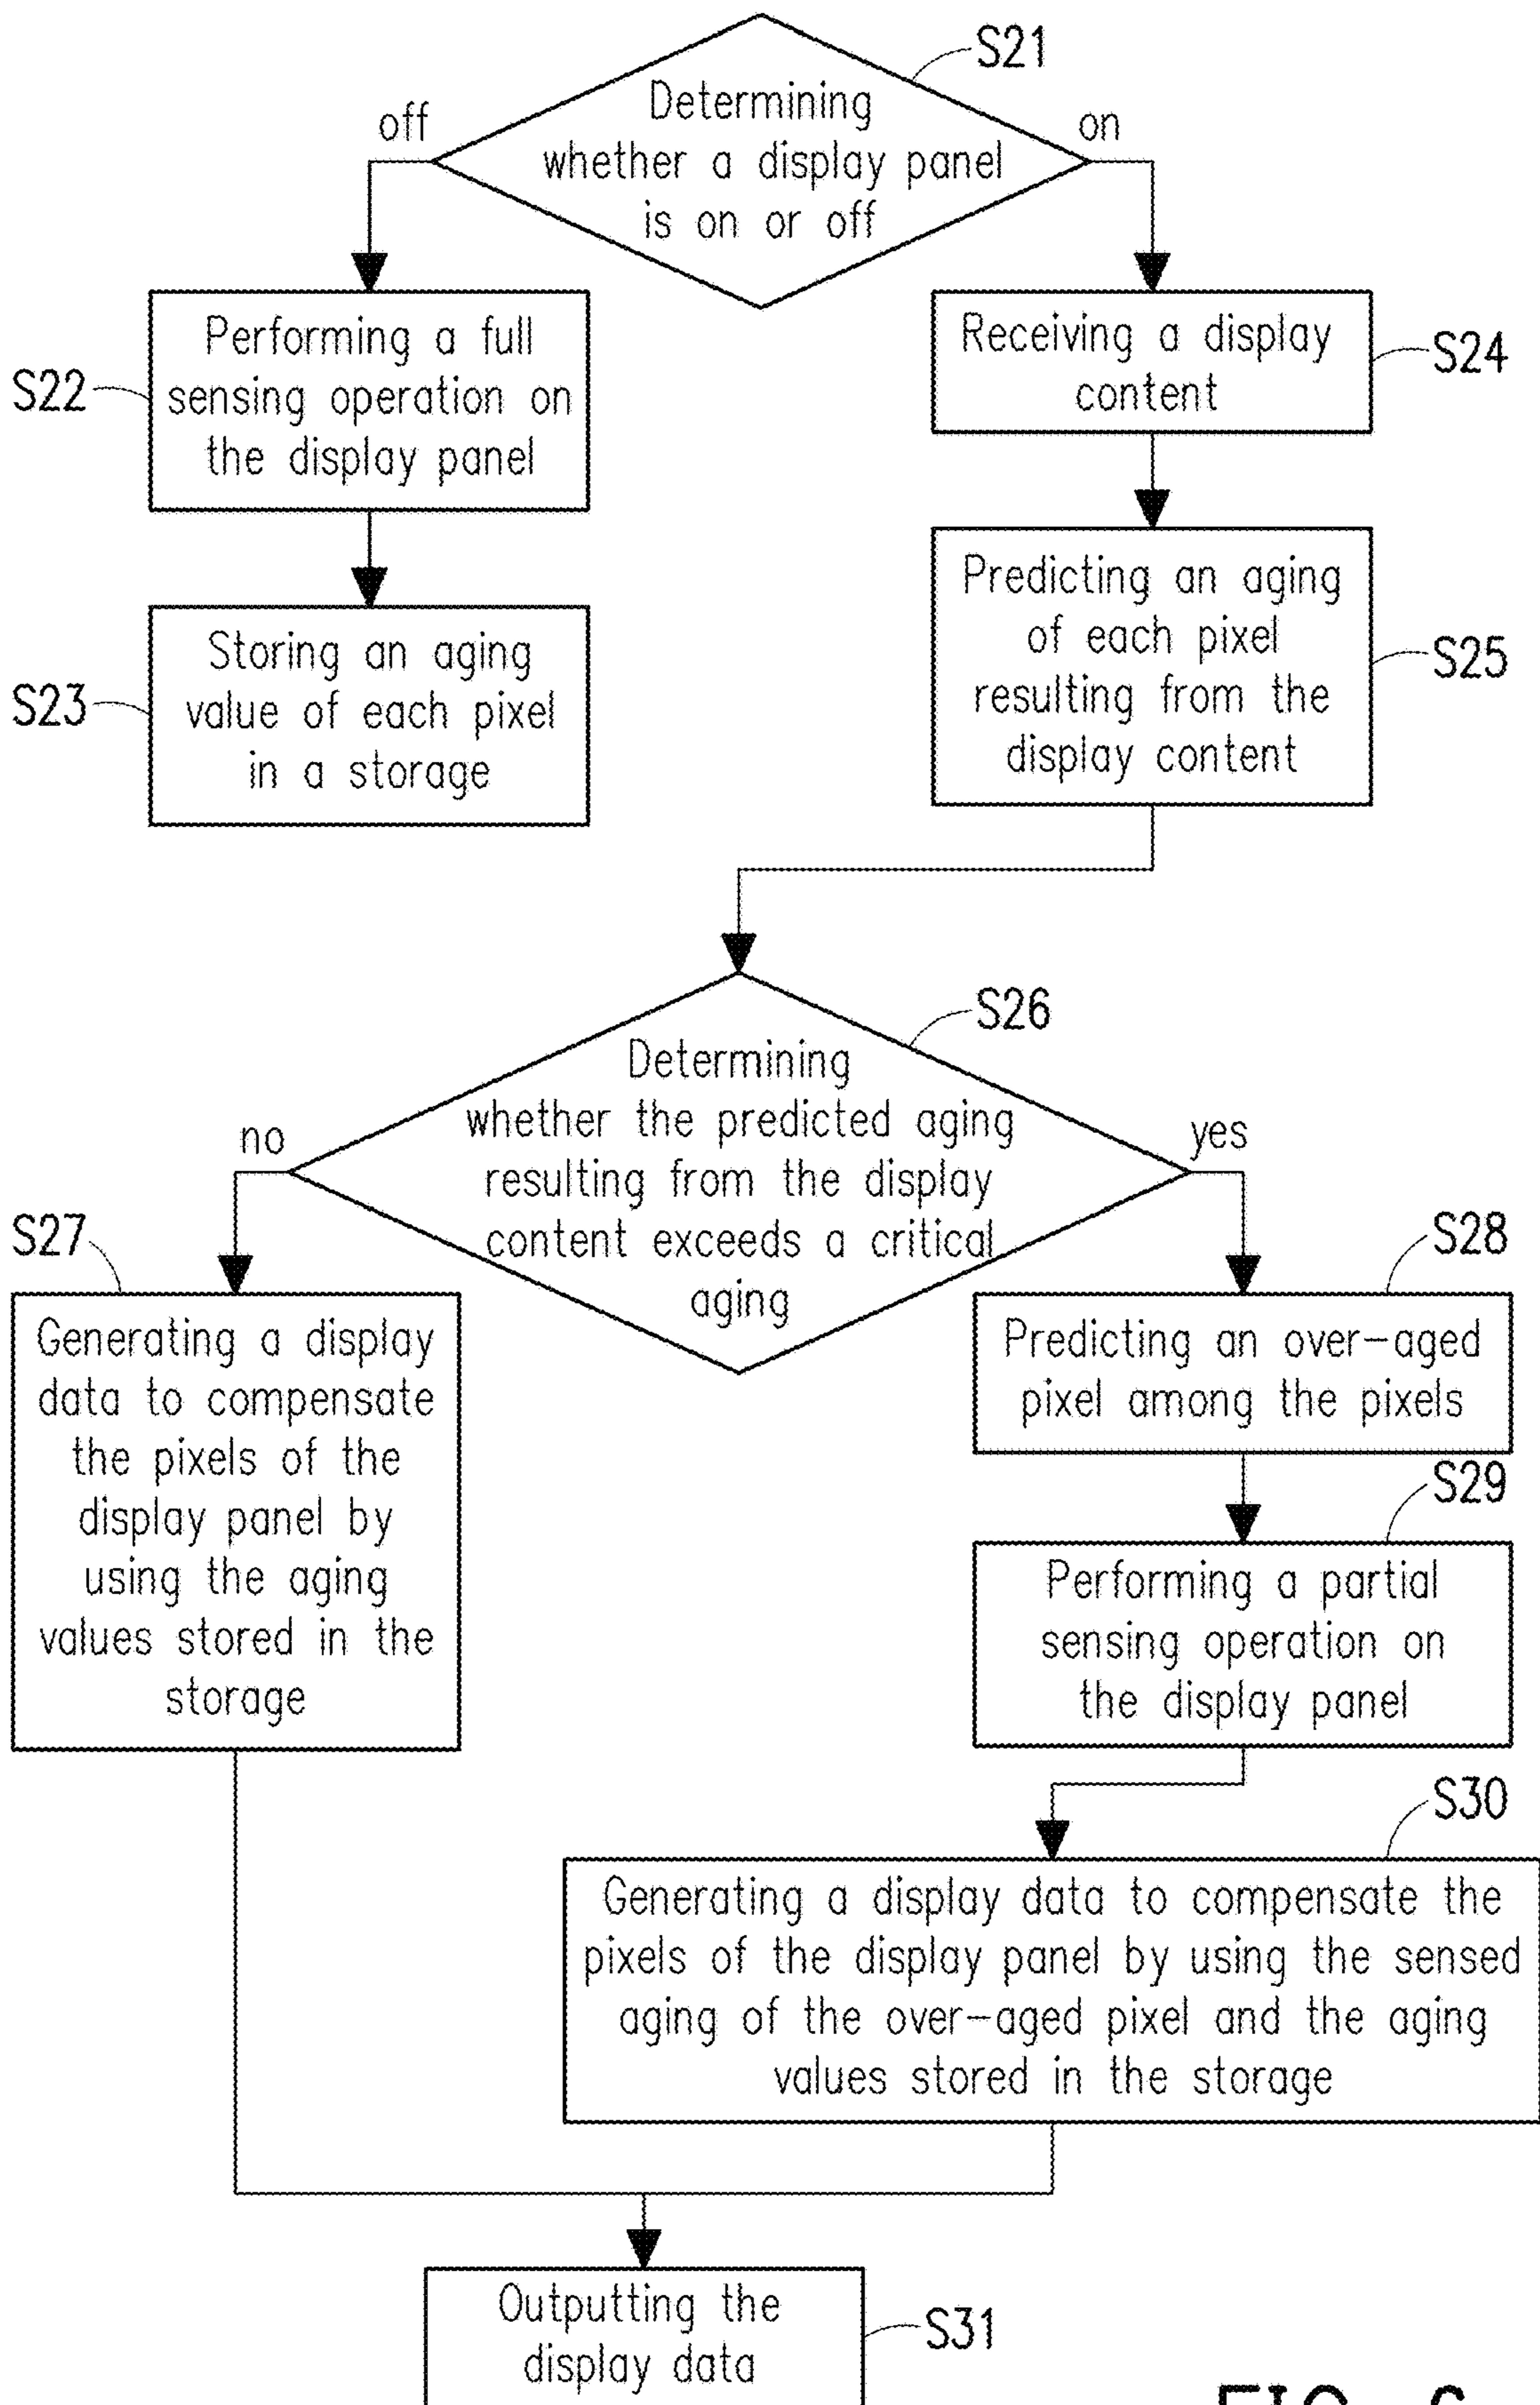 S21
Determining
whether a display panel
is on or off
off
on
S22
Performing a full
sensing operation on
the display panel
S23
Storing an aging
value of each pixel
in a storage
Receiving a display
content
S24
Predicting an aging
of each pixel
resulting from the
display content
S25
S26
Determining
whether the predicted aging
resulting from the display
content exceeds a critical
aging
no
yes
S27
Generating a display
data to compensate
the pixels of the
display panel by
using the aging
values stored in the
storage
S28
Predicting an over-aged
pixel among the pixels
S29
Performing a partial
sensing operation on
the display panel
S30
Generating a display data to compensate the
pixels of the display panel by using the sensed
aging of the over-aged pixel and the aging
values stored in the storage
Outputting the
display data
S31